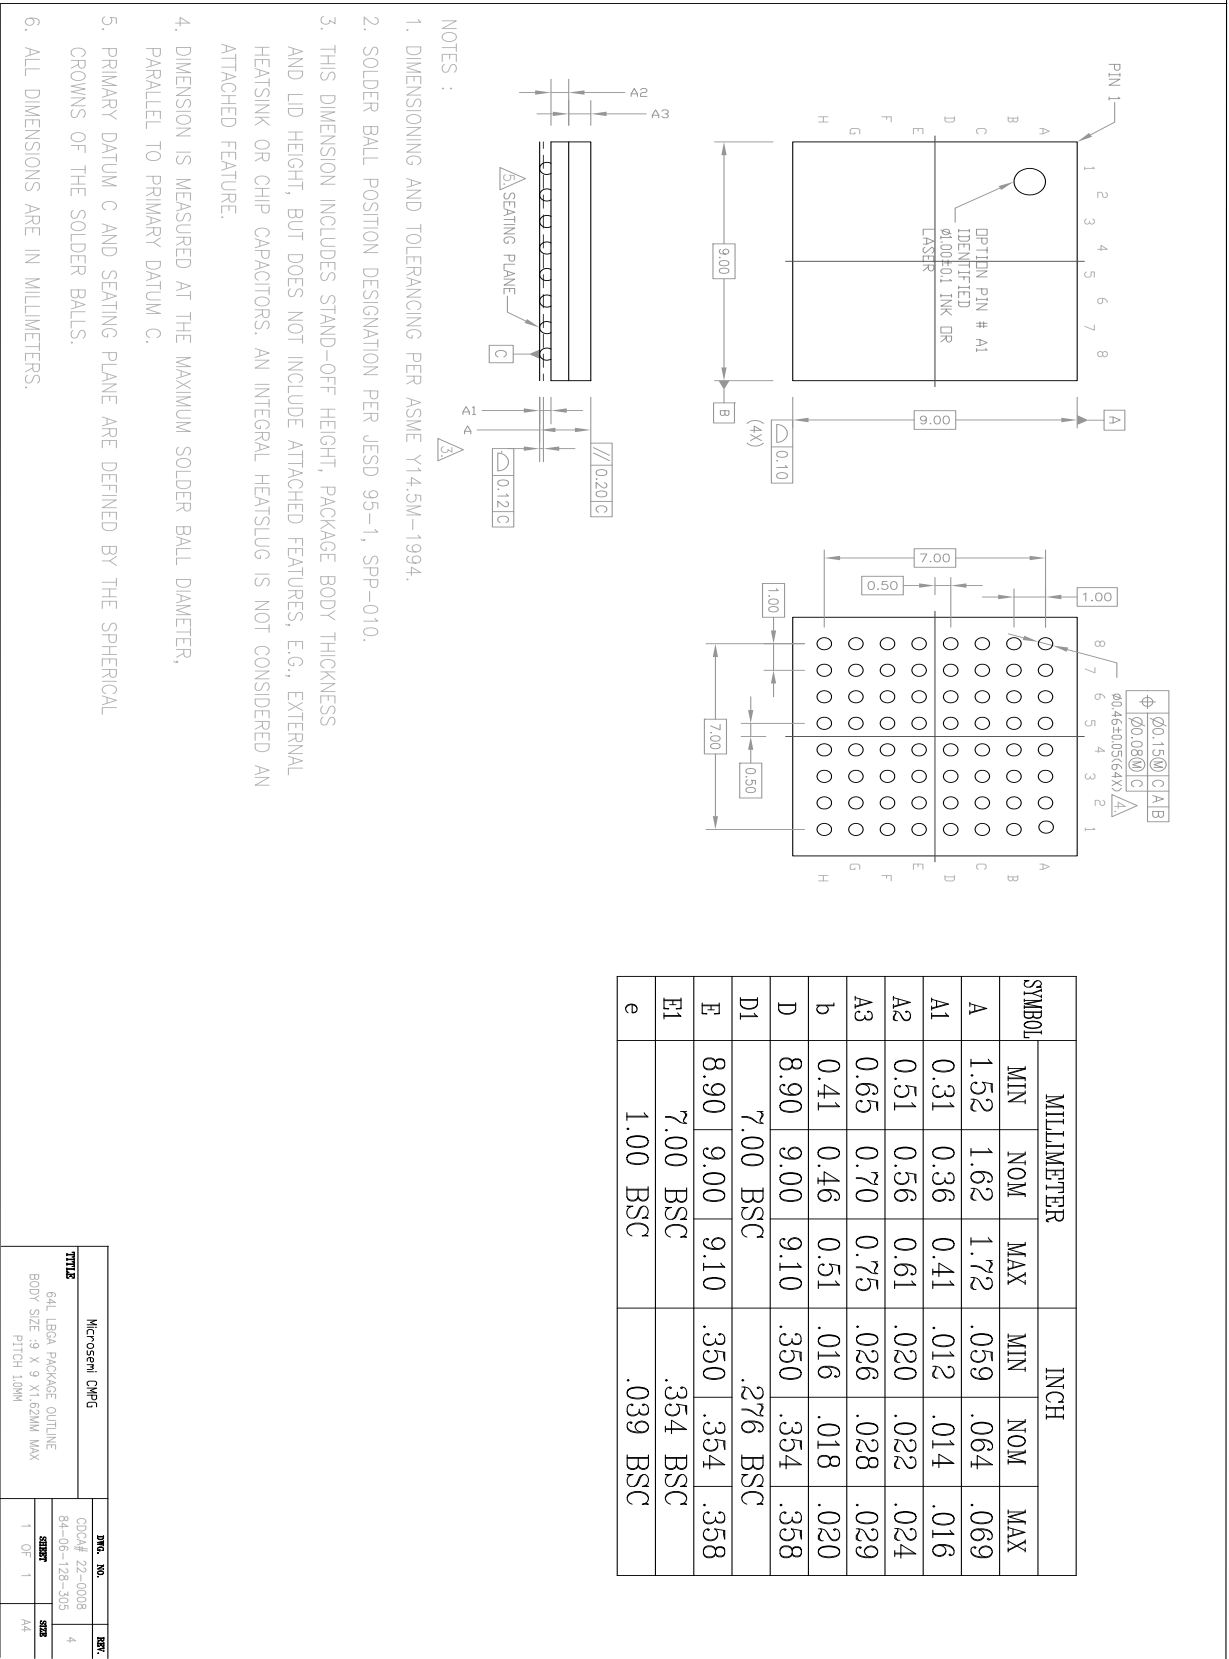 PIN 1
A
B
C
D
E
F
G
H
1 2 3 4 5 6 7 8
OPTION PIN # A1
IDENTIFIED
Ø1.00±0.1 INK OR
LASER
9.00
B
9.00
A
⌓ 0.10
(4X)
7.00
0.50
1.00
1.00
7.00
0.50
8 7 6 5 4 3 2 1
A
B
C
D
E
F
G
H
⌖ Ø0.15Ⓜ C A B
Ø0.08Ⓜ C
Ø0.46±0.05(64X) 4.
A2
A3
5. SEATING PLANE
C
A1
A
3.
// 0.20 C
⌓ 0.12 C
SYMBOL MILLIMETER INCH
MIN NOM MAX MIN NOM MAX
A 1.52 1.62 1.72 .059 .064 .069
A1 0.31 0.36 0.41 .012 .014 .016
A2 0.51 0.56 0.61 .020 .022 .024
A3 0.65 0.70 0.75 .026 .028 .029
b 0.41 0.46 0.51 .016 .018 .020
D 8.90 9.00 9.10 .350 .354 .358
D1 7.00 BSC .276 BSC
E 8.90 9.00 9.10 .350 .354 .358
E1 7.00 BSC .354 BSC
e 1.00 BSC .039 BSC
NOTES :
1. DIMENSIONING AND TOLERANCING PER ASME Y14.5M-1994.
2. SOLDER BALL POSITION DESIGNATION PER JESD 95-1, SPP-010.
3. THIS DIMENSION INCLUDES STAND-OFF HEIGHT, PACKAGE BODY THICKNESS
AND LID HEIGHT, BUT DOES NOT INCLUDE ATTACHED FEATURES, E.G., EXTERNAL
HEATSINK OR CHIP CAPACITORS. AN INTEGRAL HEATSLUG IS NOT CONSIDERED AN
ATTACHED FEATURE.
4. DIMENSION IS MEASURED AT THE MAXIMUM SOLDER BALL DIAMETER,
PARALLEL TO PRIMARY DATUM C.
5. PRIMARY DATUM C AND SEATING PLANE ARE DEFINED BY THE SPHERICAL
CROWNS OF THE SOLDER BALLS.
6. ALL DIMENSIONS ARE IN MILLIMETERS.
Microsemi CMPG
TITLE
64L LBGA PACKAGE OUTLINE
BODY SIZE :9 X 9 X1.62MM MAX
PITCH 1.0MM
DWG. NO. REV.
CDCA# 22-0008
84-06-128-305 4
SHEET SIZE
1 OF 1 A4